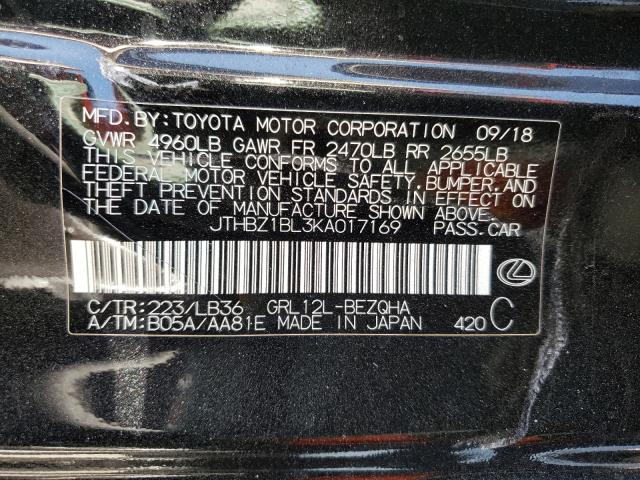 MFD. BY: TOYOTA MOTOR CORPORATION 09/18
GVWR 4960LB GAWR FR 2470LB RR 2655LB
THIS VEHICLE CONFORMS TO ALL APPLICABLE
FEDERAL MOTOR VEHICLE SAFETY, BUMPER, AND
THEFT PREVENTION STANDARDS IN EFFECT ON
THE DATE OF MANUFACTURE SHOWN ABOVE.
JTHBZ1BL3KA017169 PASS.CAR
C/TR:223/LB36 GRL12L-BEZQHA
A/TM:B05A/AA81E MADE IN JAPAN 420 C